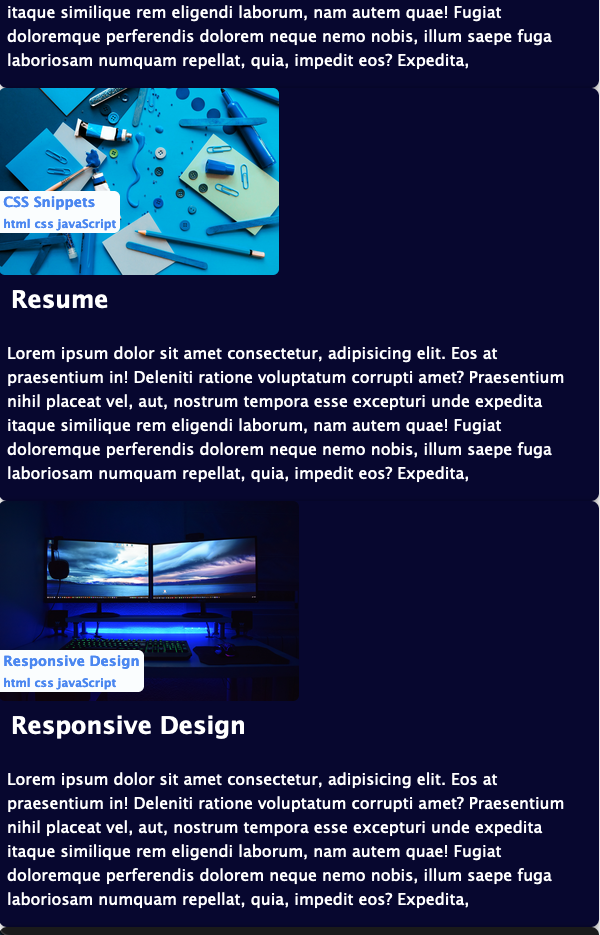 itaque similique rem eligendi laborum, nam autem quae! Fugiat
doloremque perferendis dolorem neque nemo nobis, illum saepe fuga
laboriosam numquam repellat, quia, impedit eos? Expedita,
CSS Snippets
html css javaScript
Resume
Lorem ipsum dolor sit amet consectetur, adipisicing elit. Eos at
praesentium in! Deleniti ratione voluptatum corrupti amet? Praesentium
nihil placeat vel, aut, nostrum tempora esse excepturi unde expedita
itaque similique rem eligendi laborum, nam autem quae! Fugiat
doloremque perferendis dolorem neque nemo nobis, illum saepe fuga
laboriosam numquam repellat, quia, impedit eos? Expedita,
Responsive Design
html css javaScript
Responsive Design
Lorem ipsum dolor sit amet consectetur, adipisicing elit. Eos at
praesentium in! Deleniti ratione voluptatum corrupti amet? Praesentium
nihil placeat vel, aut, nostrum tempora esse excepturi unde expedita
itaque similique rem eligendi laborum, nam autem quae! Fugiat
doloremque perferendis dolorem neque nemo nobis, illum saepe fuga
laboriosam numquam repellat, quia, impedit eos? Expedita,